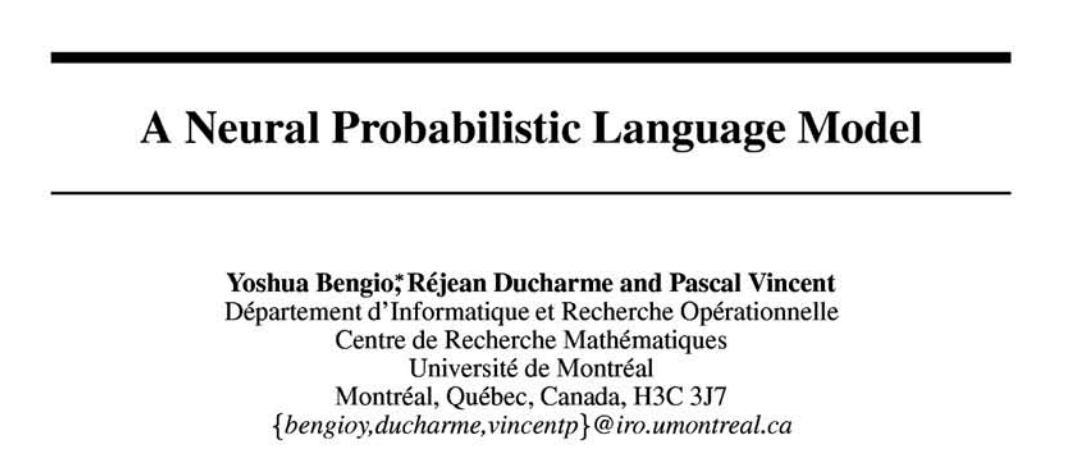 A Neural Probabilistic Language Model
Yoshua Bengio,* Réjean Ducharme and Pascal Vincent
Département d'Informatique et Recherche Opérationnelle
Centre de Recherche Mathématiques
Université de Montréal
Montréal, Québec, Canada, H3C 3J7
{bengioy,ducharme,vincentp}@iro.umontreal.ca